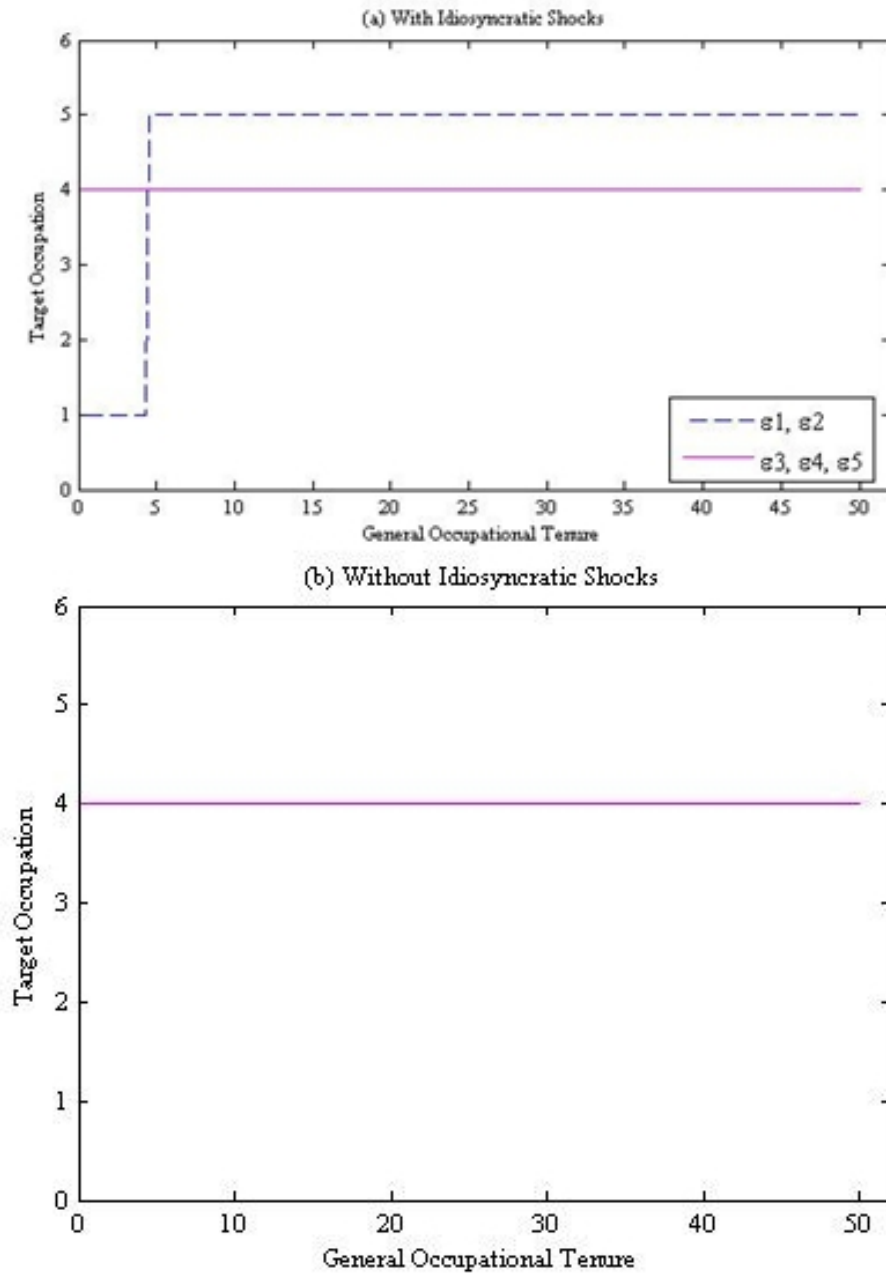 (a) With Idiosyncratic Shocks
6
5
4
3
2
1
0
Target Occupation
ε1, ε2
ε3, ε4, ε5
0 5 10 15 20 25 30 35 40 45 50
General Occupational Tenure
(b) Without Idiosyncratic Shocks
6
5
4
3
2
1
0
Target Occupation
0 10 20 30 40 50
General Occupational Tenure